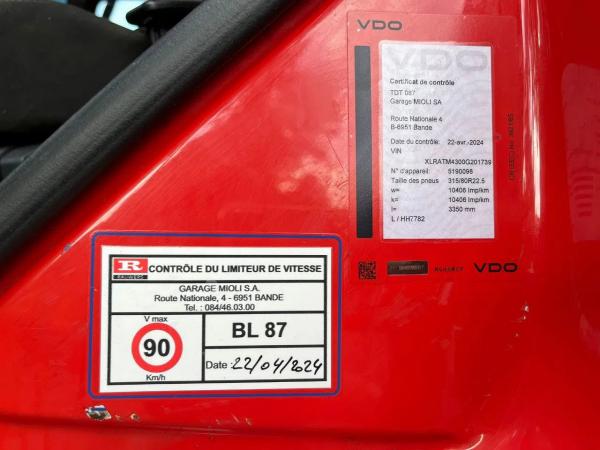 VDO
VDO
Certificat de contrôle
TDT 087
Garage MIOLI SA
Route Nationale 4
B-6951 Bande
Date du contrôle: 22-avr.-2024
VIN
XLRATM4300G201739
N° d'appareil: 5190098
Taille des pneus 315/80R22.5
w= 10406 Imp/km
k= 10406 Imp/km
l= 3350 mm
L / HH7782
VDO
R CONTRÔLE DU LIMITEUR DE VITESSE
GARAGE MIOLI S.A.
Route Nationale, 4 - 6951 BANDE
Tel. : 084/46.03.00
V max
90
Km/h
BL 87
Date : 22/04/2024